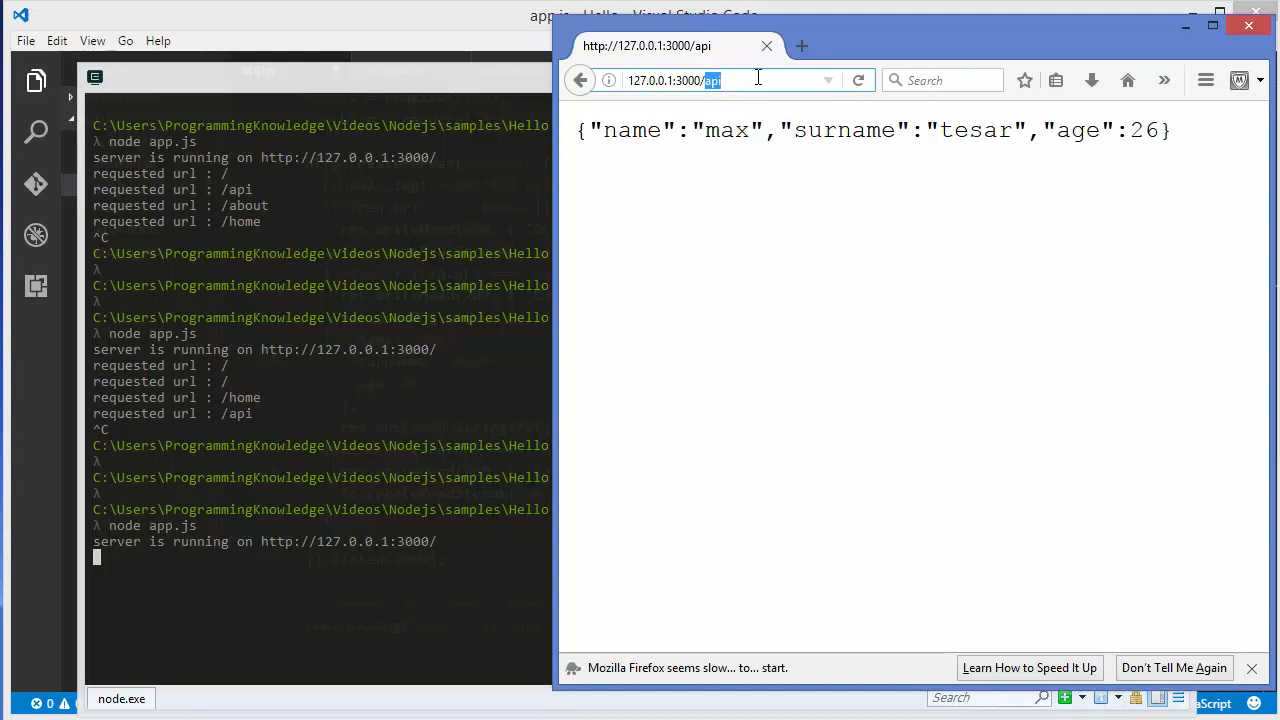 app.js - Hello - Visual Studio Code
File Edit View Go Help
C:\Users\ProgrammingKnowledge\Videos\Nodejs\samples\Hello
λ node app.js
server is running on http://127.0.0.1:3000/
requested url : /
requested url : /api
requested url : /about
requested url : /home
^C
C:\Users\ProgrammingKnowledge\Videos\Nodejs\samples\Hello
λ
C:\Users\ProgrammingKnowledge\Videos\Nodejs\samples\Hello
λ
C:\Users\ProgrammingKnowledge\Videos\Nodejs\samples\Hello
λ node app.js
server is running on http://127.0.0.1:3000/
requested url : /
requested url : /
requested url : /home
requested url : /api
^C
C:\Users\ProgrammingKnowledge\Videos\Nodejs\samples\Hello
λ
C:\Users\ProgrammingKnowledge\Videos\Nodejs\samples\Hello
λ
C:\Users\ProgrammingKnowledge\Videos\Nodejs\samples\Hello
λ node app.js
server is running on http://127.0.0.1:3000/
node.exe
Search
0
http://127.0.0.1:3000/api
127.0.0.1:3000/api
Search
{"name":"max","surname":"tesar","age":26}
Mozilla Firefox seems slow... to... start.
Learn How to Speed It Up
Don't Tell Me Again